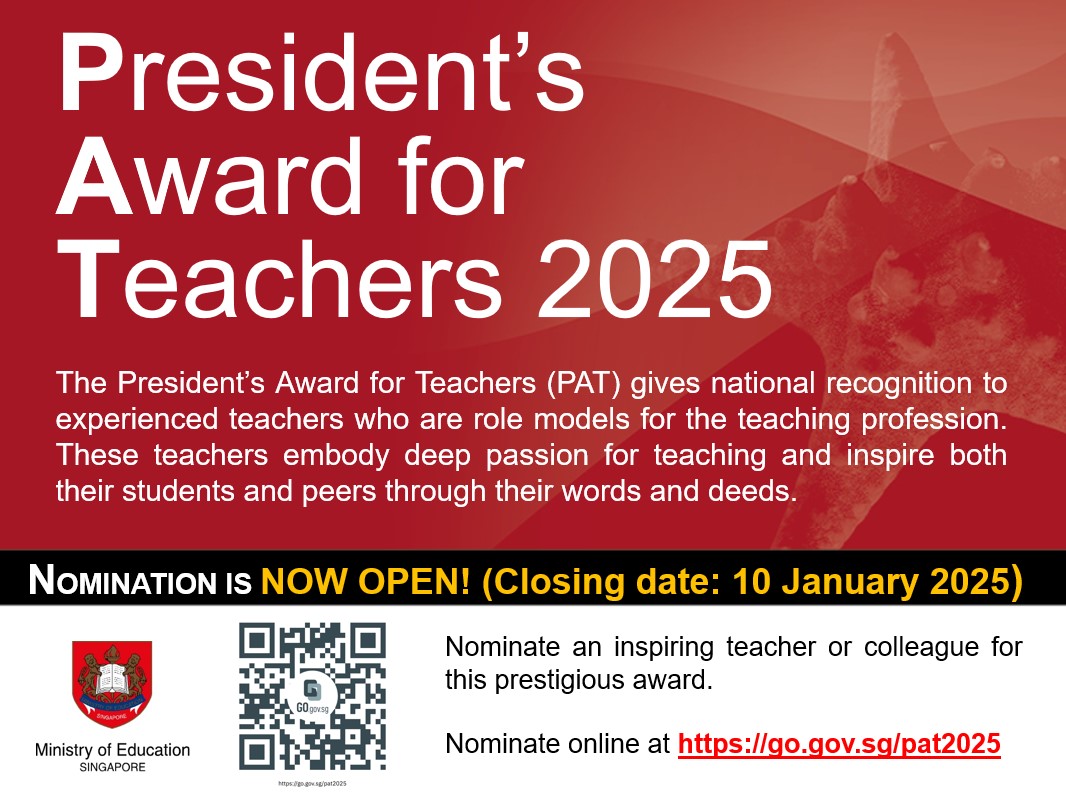 President’s
Award for
Teachers 2025
The President’s Award for Teachers (PAT) gives national recognition to
experienced teachers who are role models for the teaching profession.
These teachers embody deep passion for teaching and inspire both
their students and peers through their words and deeds.
NOMINATION IS NOW OPEN! (Closing date: 10 January 2025)
SINGAPORE
Ministry of Education
SINGAPORE
GO.gov.sg
https://go.gov.sg/pat2025
Nominate an inspiring teacher or colleague for
this prestigious award.
Nominate online at https://go.gov.sg/pat2025